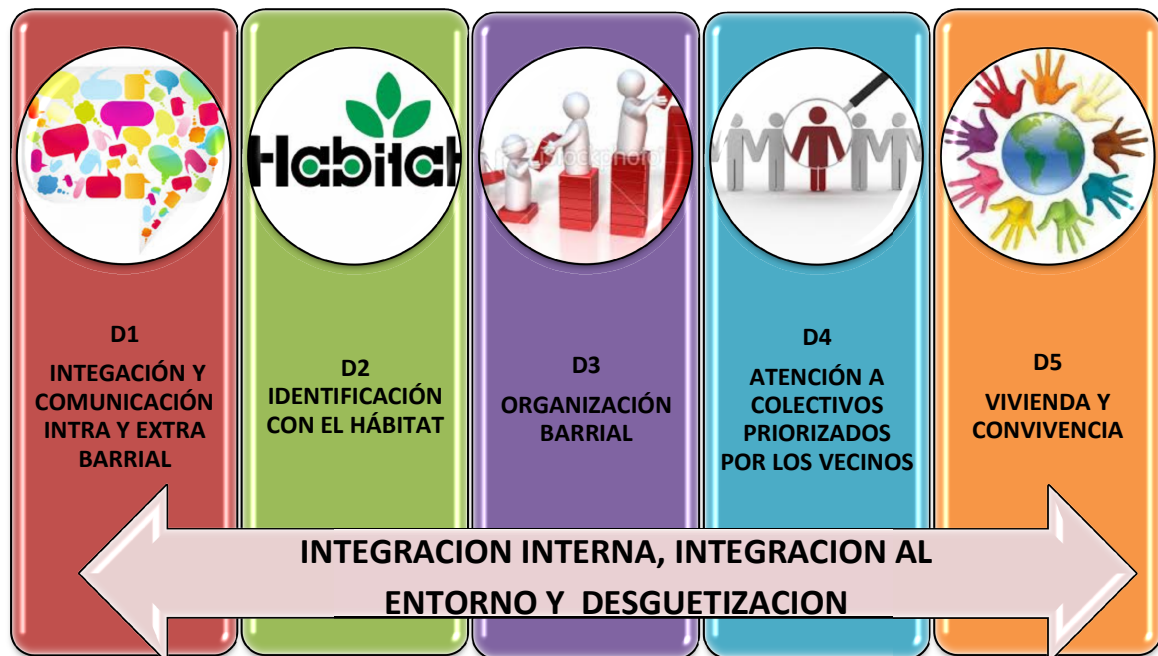 Habitat
iStockphoto
D1
INTEGACIÓN Y
COMUNICACIÓN
INTRA Y EXTRA
BARRIAL
D2
IDENTIFICACIÓN
CON EL HÁBITAT
D3
ORGANIZACIÓN
BARRIAL
D4
ATENCIÓN A
COLECTIVOS
PRIORIZADOS
POR LOS VECINOS
D5
VIVIENDA Y
CONVIVENCIA
INTEGRACION INTERNA, INTEGRACION AL
ENTORNO Y DESGUETIZACION